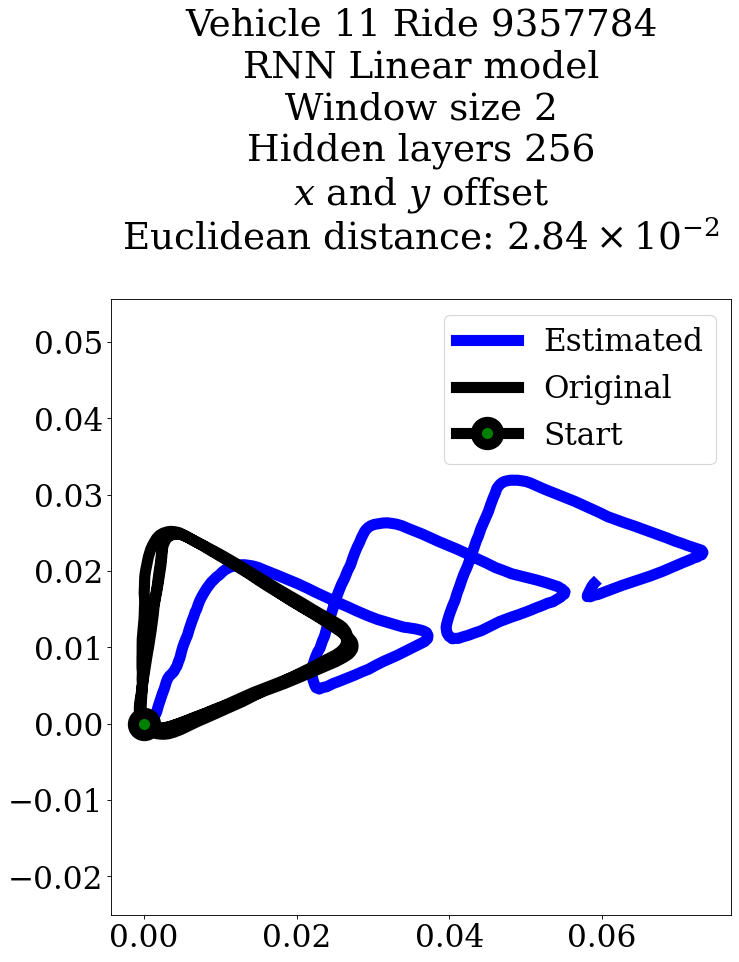 Vehicle 11 Ride 9357784
RNN Linear model
Window size 2
Hidden layers 256
x and y offset
Euclidean distance: 2.84 × 10⁻²
Estimated
Original
Start
0.05
0.04
0.03
0.02
0.01
0.00
−0.01
−0.02
0.00 0.02 0.04 0.06